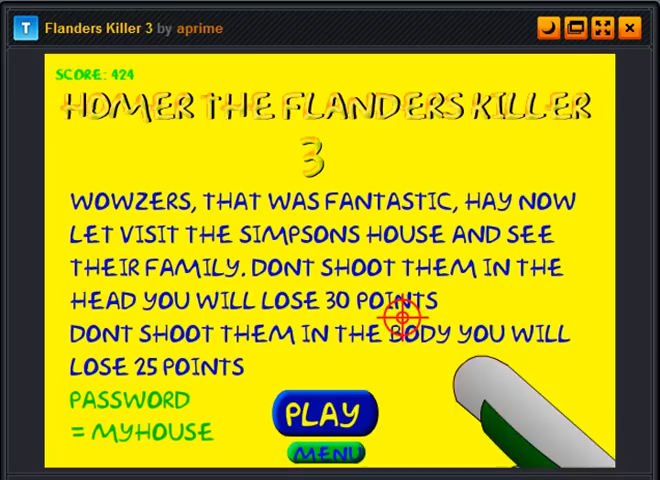 T Flanders Killer 3 by aprime
SCORE: 424
HOMER THE FLANDERS KILLER
3
WOWZERS, THAT WAS FANTASTIC, HAY NOW
LET VISIT THE SIMPSONS HOUSE AND SEE
THEIR FAMILY. DONT SHOOT THEM IN THE
HEAD YOU WILL LOSE 30 POINTS
DONT SHOOT THEM IN THE BODY YOU WILL
LOSE 25 POINTS
PASSWORD
= MYHOUSE
PLAY
MENU